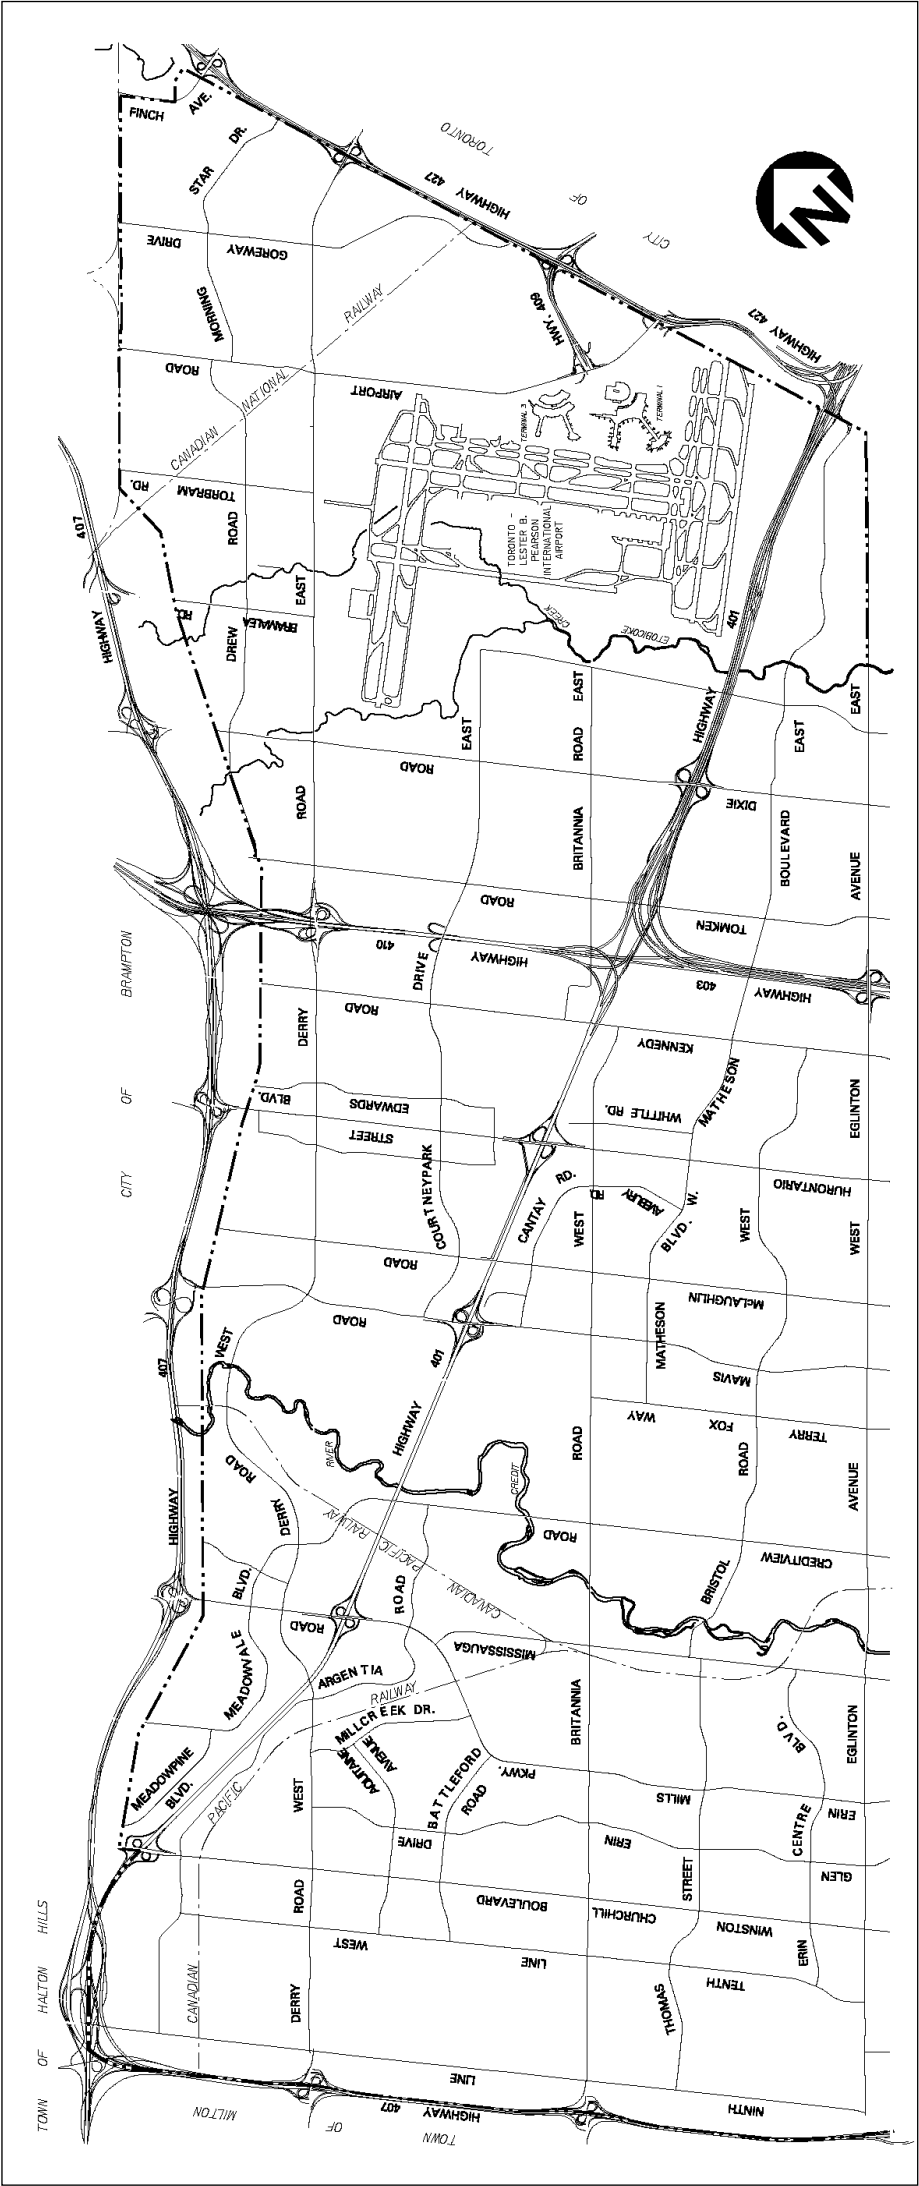 FINCH
AVE.
STAR
DR.
TORONTO
OF
CITY
HIGHWAY 427
DRIVE
GOREWAY
MORNING
RAILWAY
HWY. 409
HIGHWAY 427
N
ROAD
NATIONAL
CANADIAN
AIRPORT
TERMINAL 3
TERMINAL 1
407
HIGHWAY
RD.
TORBRAM
ROAD
TORONTO -
LESTER B.
PEARSON
INTERNATIONAL
AIRPORT
EAST
RD.
BRAMALEA
DREW
CREEK
ETOBICOKE
401
HIGHWAY
EAST
EAST
EAST
EAST
ROAD
ROAD
ROAD
DIXIE
BRITANNIA
BOULEVARD
AVENUE
ROAD
TOMKEN
BRAMPTON
OF
CITY
410
DRIVE
HIGHWAY
403
HIGHWAY
DERRY
ROAD
KENNEDY
BLVD.
EDWARDS
STREET
WHITTLE RD.
MATHESON
EGLINTON
COURTNEYPARK
CANTAY
RD.
WEST
RD.
AVEBURY
BLVD.
W.
WEST
HURONTARIO
WEST
ROAD
McLAUGHLIN
ROAD
407
WEST
401
MATHESON
MAVIS
HIGHWAY
RIVER
ROAD
WAY
FOX
TERRY
ROAD
AVENUE
HIGHWAY
ROAD
DERRY
CREDIT
RAILWAY
PACIFIC
CANADIAN
ROAD
CREDITVIEW
BRISTOL
BLVD.
ROAD
ROAD
MISSISSAUGA
MEADOWVALE
ARGENTIA
RAILWAY
MILLCREEK DR.
BRITANNIA
BLVD.
EGLINTON
MEADOWPINE
BLVD.
PACIFIC
WEST
AQUITAINE
AVENUE
BATTLEFORD
ROAD
PKWY.
MILLS
ERIN
DRIVE
ERIN
CENTRE
GLEN
ROAD
BOULEVARD
CHURCHILL
STREET
WINSTON
HILLS
HALTON
OF
TOWN
CANADIAN
WEST
LINE
TENTH
ERIN
DERRY
THOMAS
LINE
NINTH
MILTON
OF
TOWN
407
HIGHWAY